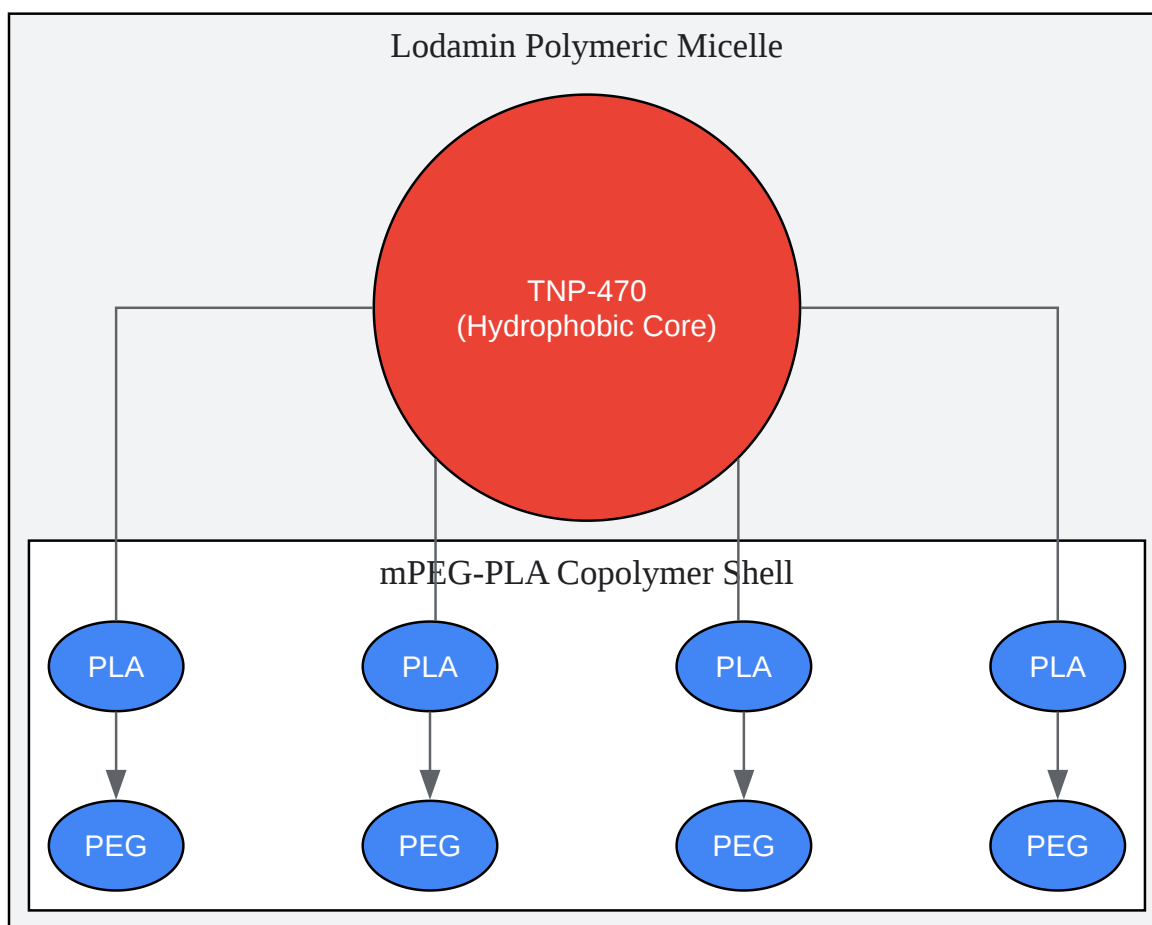 Lodamin Polymeric Micelle
TNP-470
(Hydrophobic Core)
mPEG-PLA Copolymer Shell
PLA PLA PLA PLA
PEG PEG PEG PEG